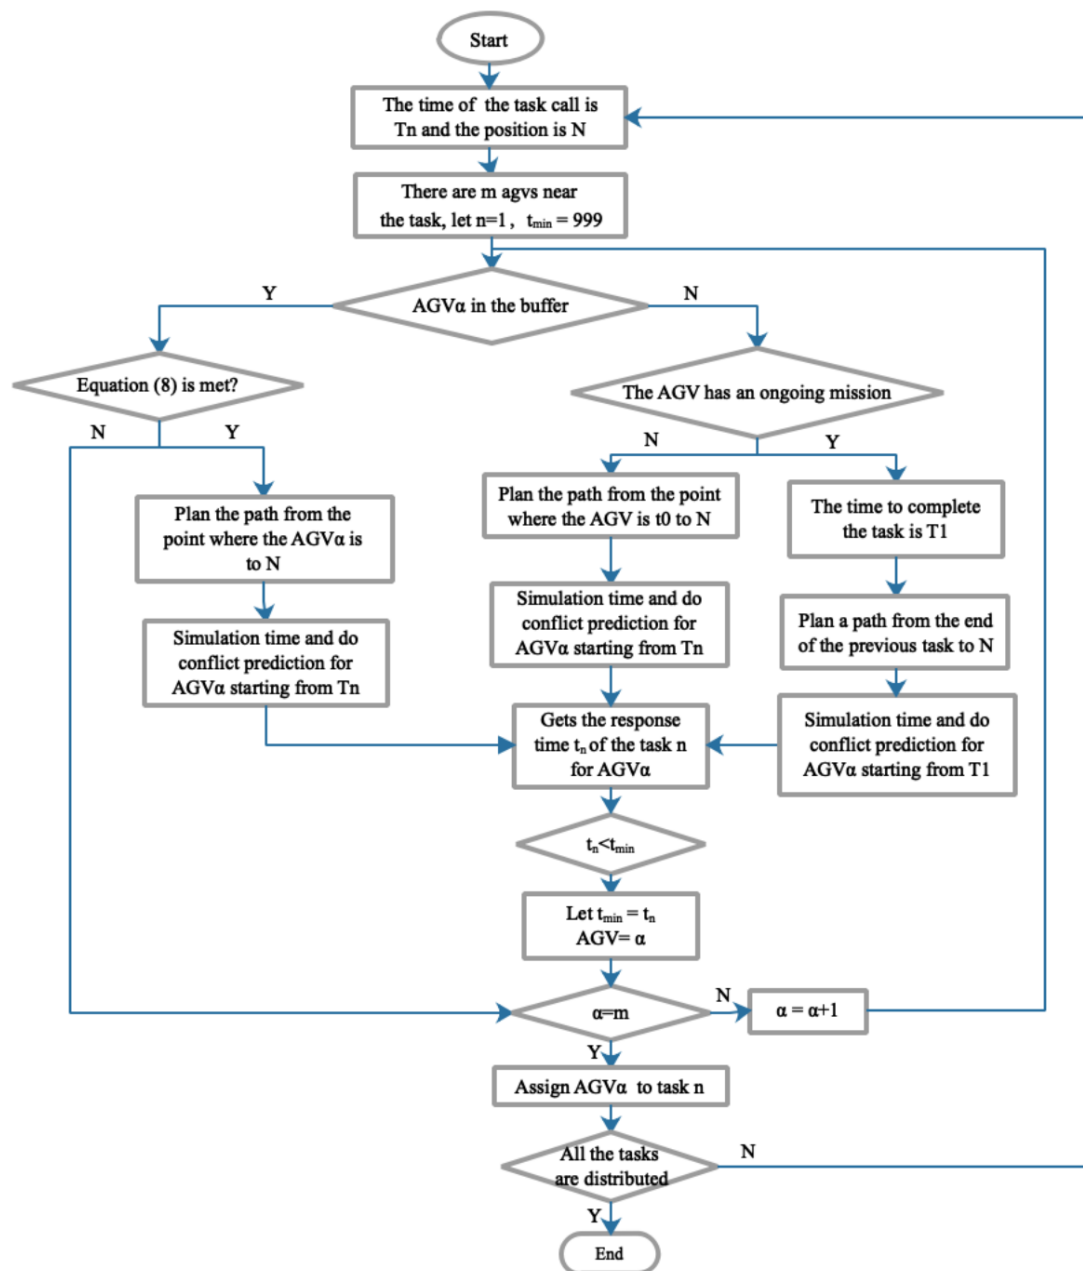 Start
The time of the task call is
Tn and the position is N
There are m agvs near
the task, let n=1, tmin = 999
Y
AGVα in the buffer
N
Equation (8) is met?
The AGV has an ongoing mission
N
Y
N
Y
Plan the path from the
point where the AGVα is
to N
Plan the path from the point
where the AGV is t0 to N
The time to complete
the task is T1
Simulation time and do
conflict prediction for
AGVα starting from Tn
Simulation time and do
conflict prediction for
AGVα starting from Tn
Plan a path from the end
of the previous task to N
Gets the response
time tn of the task n
for AGVα
Simulation time and do
conflict prediction for
AGVα starting from T1
tn<tmin
Let tmin = tn
AGV= α
α=m
N
α = α+1
Y
Assign AGVα to task n
All the tasks
are distributed
N
Y
End